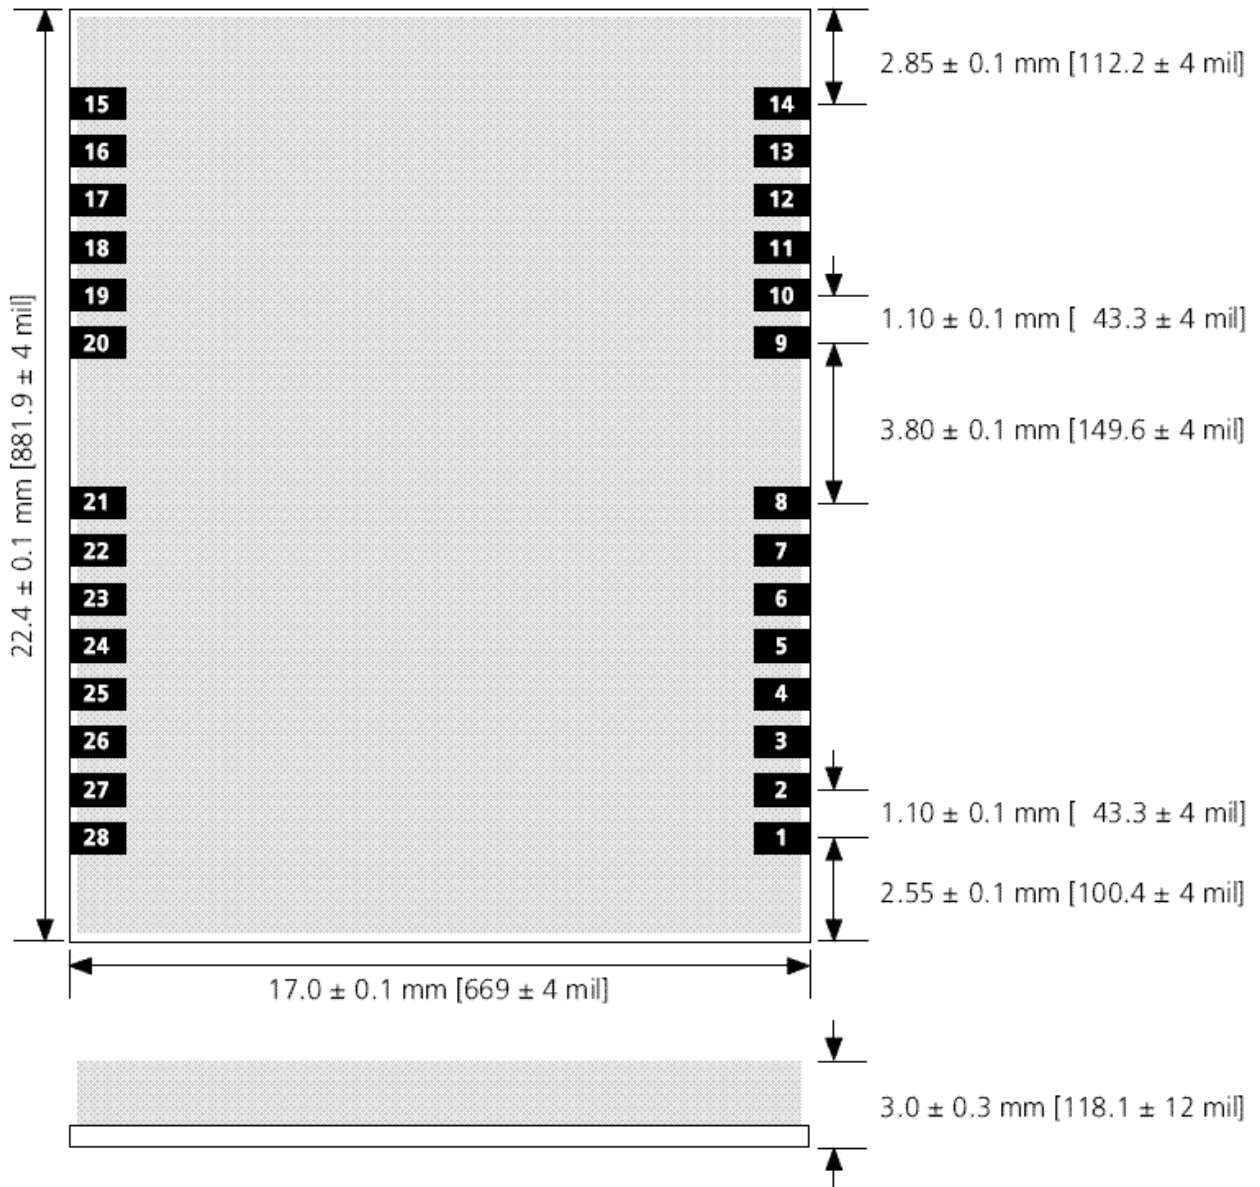 2.85 ± 0.1 mm [112.2 ± 4 mil]
15 14
16 13
17 12
18 11
19 10
1.10 ± 0.1 mm [ 43.3 ± 4 mil]
20 9
3.80 ± 0.1 mm [149.6 ± 4 mil]
22.4 ± 0.1 mm [881.9 ± 4 mil]
21 8
22 7
23 6
24 5
25 4
26 3
27 2
1.10 ± 0.1 mm [ 43.3 ± 4 mil]
28 1
2.55 ± 0.1 mm [100.4 ± 4 mil]
17.0 ± 0.1 mm [669 ± 4 mil]
3.0 ± 0.3 mm [118.1 ± 12 mil]